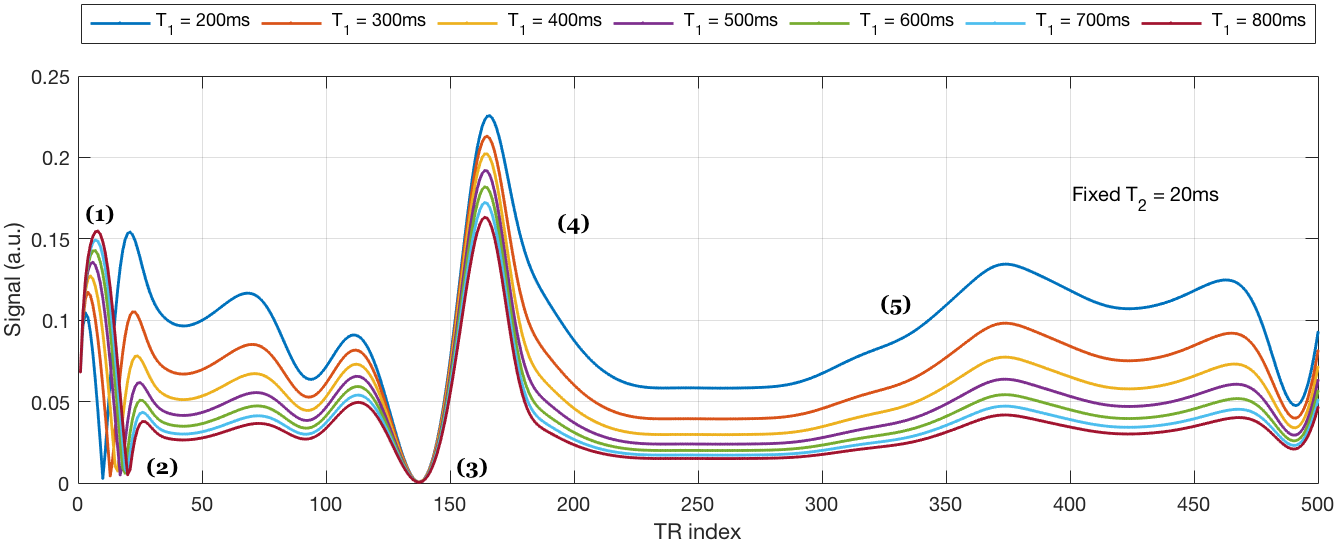 T1 = 200ms T1 = 300ms T1 = 400ms T1 = 500ms T1 = 600ms T1 = 700ms T1 = 800ms
0.25
0.2
0.15
0.1
0.05
0
Signal (a.u.)
(1)
(2)
(3)
(4)
(5)
Fixed T2 = 20ms
0 50 100 150 200 250 300 350 400 450 500
TR index